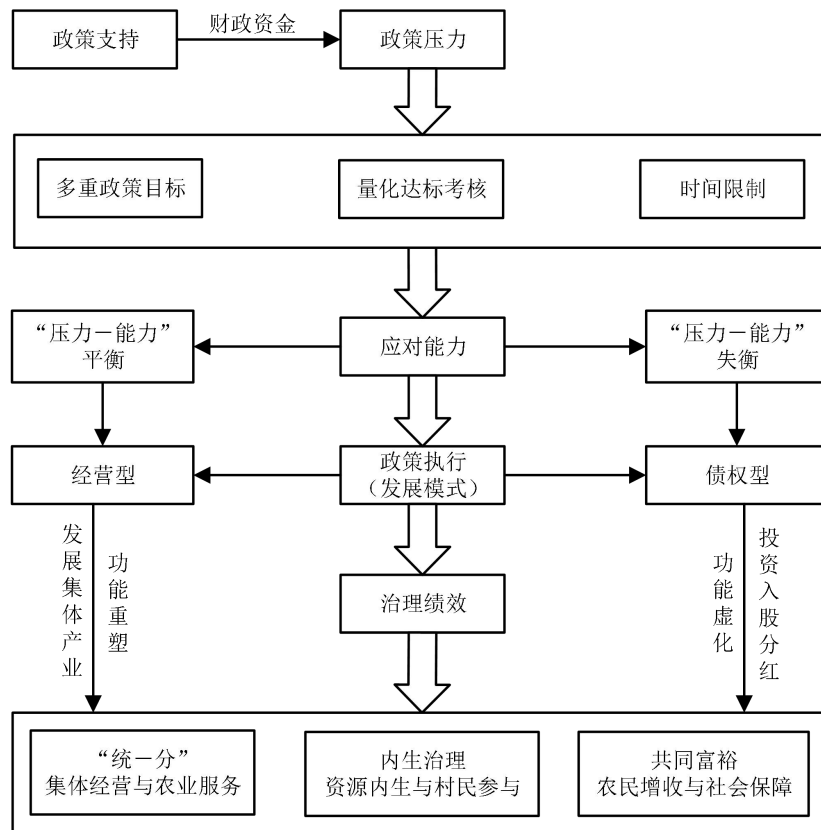 政策支持
财政资金
政策压力
多重政策目标
量化达标考核
时间限制
“压力—能力”
平衡
应对能力
“压力—能力”
失衡
经营型
政策执行
（发展模式）
债权型
发展集体产业
功能重塑
治理绩效
功能虚化
投资入股分红
“统—分”
集体经营与农业服务
内生治理
资源内生与村民参与
共同富裕
农民增收与社会保障